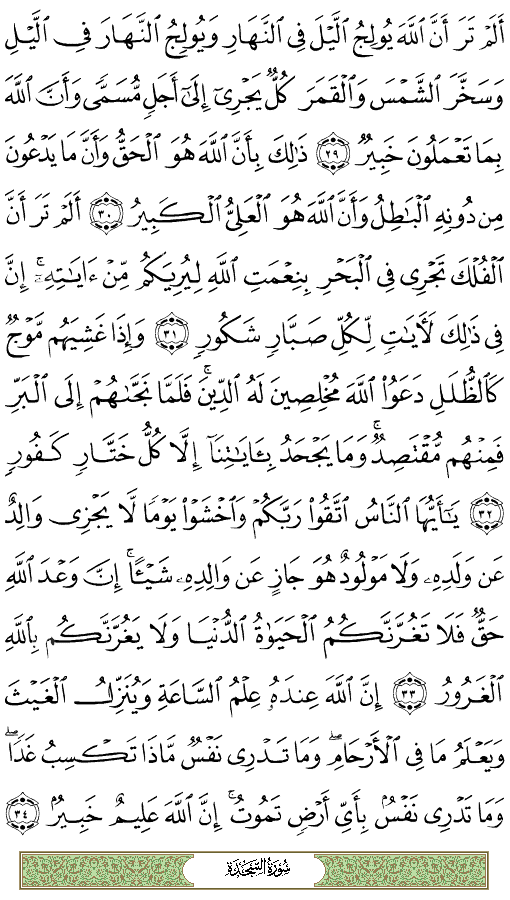 أَلَمۡ تَرَ أَنَّ ٱللَّهَ يُولِجُ ٱلَّيۡلَ فِي ٱلنَّهَارِ وَيُولِجُ ٱلنَّهَارَ فِي ٱلَّيۡلِ
وَسَخَّرَ ٱلشَّمۡسَ وَٱلۡقَمَرَۖ كُلّٞ يَجۡرِيٓ إِلَىٰٓ أَجَلٖ مُّسَمّٗى وَأَنَّ ٱللَّهَ
بِمَا تَعۡمَلُونَ خَبِيرٞ ٢٩ ذَٰلِكَ بِأَنَّ ٱللَّهَ هُوَ ٱلۡحَقُّ وَأَنَّ مَا يَدۡعُونَ
مِن دُونِهِ ٱلۡبَٰطِلُ وَأَنَّ ٱللَّهَ هُوَ ٱلۡعَلِيُّ ٱلۡكَبِيرُ ٣٠ أَلَمۡ تَرَ أَنَّ
ٱلۡفُلۡكَ تَجۡرِي فِي ٱلۡبَحۡرِ بِنِعۡمَتِ ٱللَّهِ لِيُرِيَكُم مِّنۡ ءَايَٰتِهِۦٓۚ إِنَّ
فِي ذَٰلِكَ لَأٓيَٰتٖ لِّكُلِّ صَبَّارٖ شَكُورٖ ٣١ وَإِذَا غَشِيَهُم مَّوۡجٞ
كَٱلظُّلَلِ دَعَوُاْ ٱللَّهَ مُخۡلِصِينَ لَهُ ٱلدِّينَ فَلَمَّا نَجَّىٰهُمۡ إِلَى ٱلۡبَرِّ
فَمِنۡهُم مُّقۡتَصِدٞۚ وَمَا يَجۡحَدُ بِـَٔايَٰتِنَآ إِلَّا كُلُّ خَتَّارٖ كَفُورٖ
٣٢ يَٰٓأَيُّهَا ٱلنَّاسُ ٱتَّقُواْ رَبَّكُمۡ وَٱخۡشَوۡاْ يَوۡمٗا لَّا يَجۡزِي وَالِدٌ
عَن وَلَدِهِۦ وَلَا مَوۡلُودٌ هُوَ جَازٍ عَن وَالِدِهِۦ شَيۡـًٔاۚ إِنَّ وَعۡدَ ٱللَّهِ
حَقّٞۖ فَلَا تَغُرَّنَّكُمُ ٱلۡحَيَوٰةُ ٱلدُّنۡيَا وَلَا يَغُرَّنَّكُم بِٱللَّهِ
ٱلۡغَرُورُ ٣٣ إِنَّ ٱللَّهَ عِندَهُۥ عِلۡمُ ٱلسَّاعَةِ وَيُنَزِّلُ ٱلۡغَيۡثَ
وَيَعۡلَمُ مَا فِي ٱلۡأَرۡحَامِۖ وَمَا تَدۡرِي نَفۡسٞ مَّاذَا تَكۡسِبُ غَدٗاۖ
وَمَا تَدۡرِي نَفۡسُۢ بِأَيِّ أَرۡضٖ تَمُوتُۚ إِنَّ ٱللَّهَ عَلِيمٌ خَبِيرُۢ ٣٤
سُورَةُ السَّجۡدَةِ